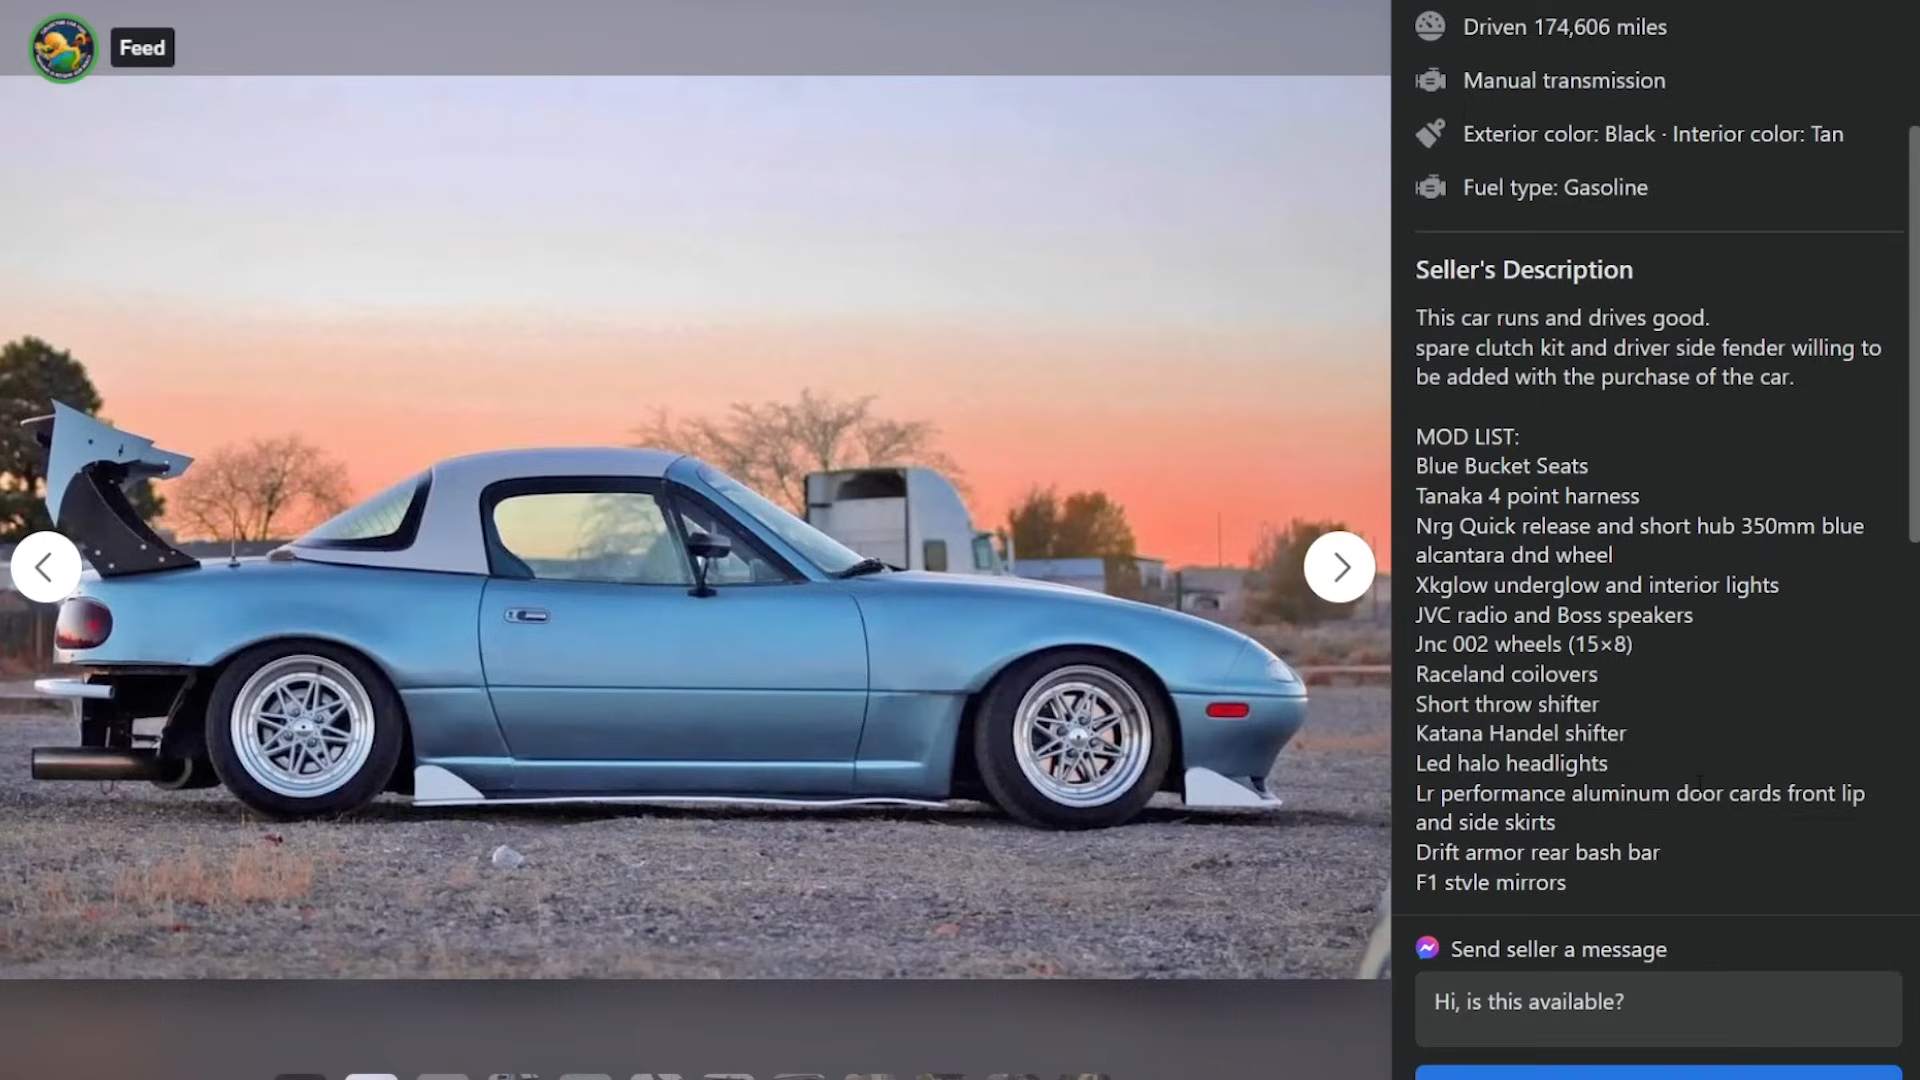 Feed
Driven 174,606 miles
Manual transmission
Exterior color: Black · Interior color: Tan
Fuel type: Gasoline
Seller's Description
This car runs and drives good.
spare clutch kit and driver side fender willing to
be added with the purchase of the car.
MOD LIST:
Blue Bucket Seats
Tanaka 4 point harness
Nrg Quick release and short hub 350mm blue
alcantara dnd wheel
Xkglow underglow and interior lights
JVC radio and Boss speakers
Jnc 002 wheels (15×8)
Raceland coilovers
Short throw shifter
Katana Handel shifter
Led halo headlights
Lr performance aluminum door cards front lip
and side skirts
Drift armor rear bash bar
F1 style mirrors
Send seller a message
Hi, is this available?